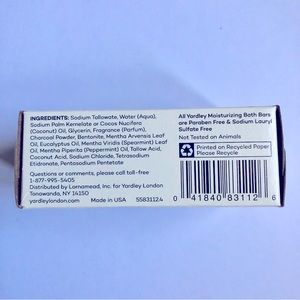 INGREDIENTS: Sodium Tallowate, Water (Aqua),
Sodium Palm Kernelate or Cocos Nucifera
(Coconut) Oil, Glycerin, Fragrance (Parfum),
Charcoal Powder, Bentonite, Mentha Arvensis Leaf
Oil, Eucalyptus Oil, Mentha Viridis (Spearmint) Leaf
Oil, Mentha Piperita (Peppermint) Oil, Tallow Acid,
Coconut Acid, Sodium Chloride, Tetrasodium
Etidronate, Pentasodium Pentetate
Questions or comments, please call toll-free
1-877-995-5405
Distributed by Lornamead, Inc. for Yardley London
Tonawanda, NY 14150
yardleylondon.com Made in USA 55831124
All Yardley Moisturizing Bath Bars
are Paraben Free & Sodium Lauryl
Sulfate Free
Not Tested on Animals
Printed on Recycled Paper
Please Recycle
0 41840 83112 6